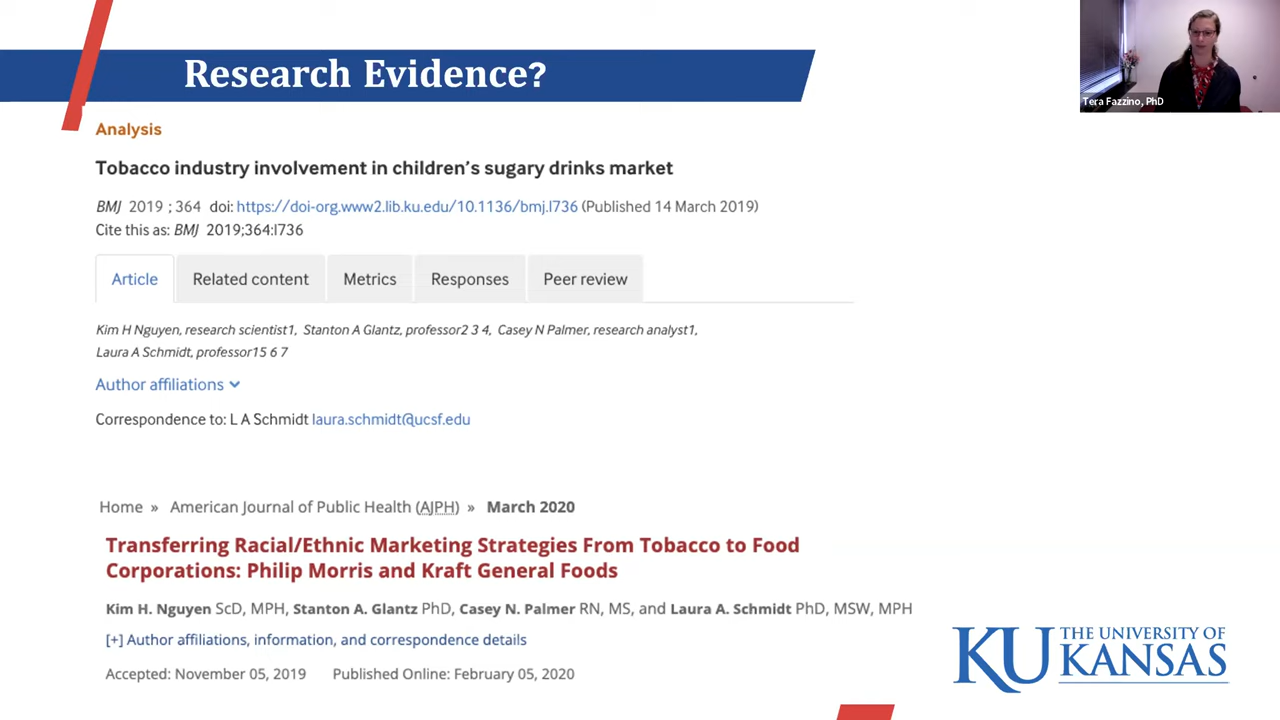 Research Evidence?
Tera Fazzino, PhD
Analysis
Tobacco industry involvement in children's sugary drinks market
BMJ 2019 ; 364 doi: https://doi-org.www2.lib.ku.edu/10.1136/bmj.l736 (Published 14 March 2019)
Cite this as: BMJ 2019;364:l736
Article Related content Metrics Responses Peer review
Kim H Nguyen, research scientist1, Stanton A Glantz, professor2 3 4, Casey N Palmer, research analyst1,
Laura A Schmidt, professor15 6 7
Author affiliations
Correspondence to: L A Schmidt laura.schmidt@ucsf.edu
Home » American Journal of Public Health (AJPH) » March 2020
Transferring Racial/Ethnic Marketing Strategies From Tobacco to Food
Corporations: Philip Morris and Kraft General Foods
Kim H. Nguyen ScD, MPH, Stanton A. Glantz PhD, Casey N. Palmer RN, MS, and Laura A. Schmidt PhD, MSW, MPH
[+] Author affiliations, information, and correspondence details
Accepted: November 05, 2019 Published Online: February 05, 2020
KU THE UNIVERSITY OF
KANSAS